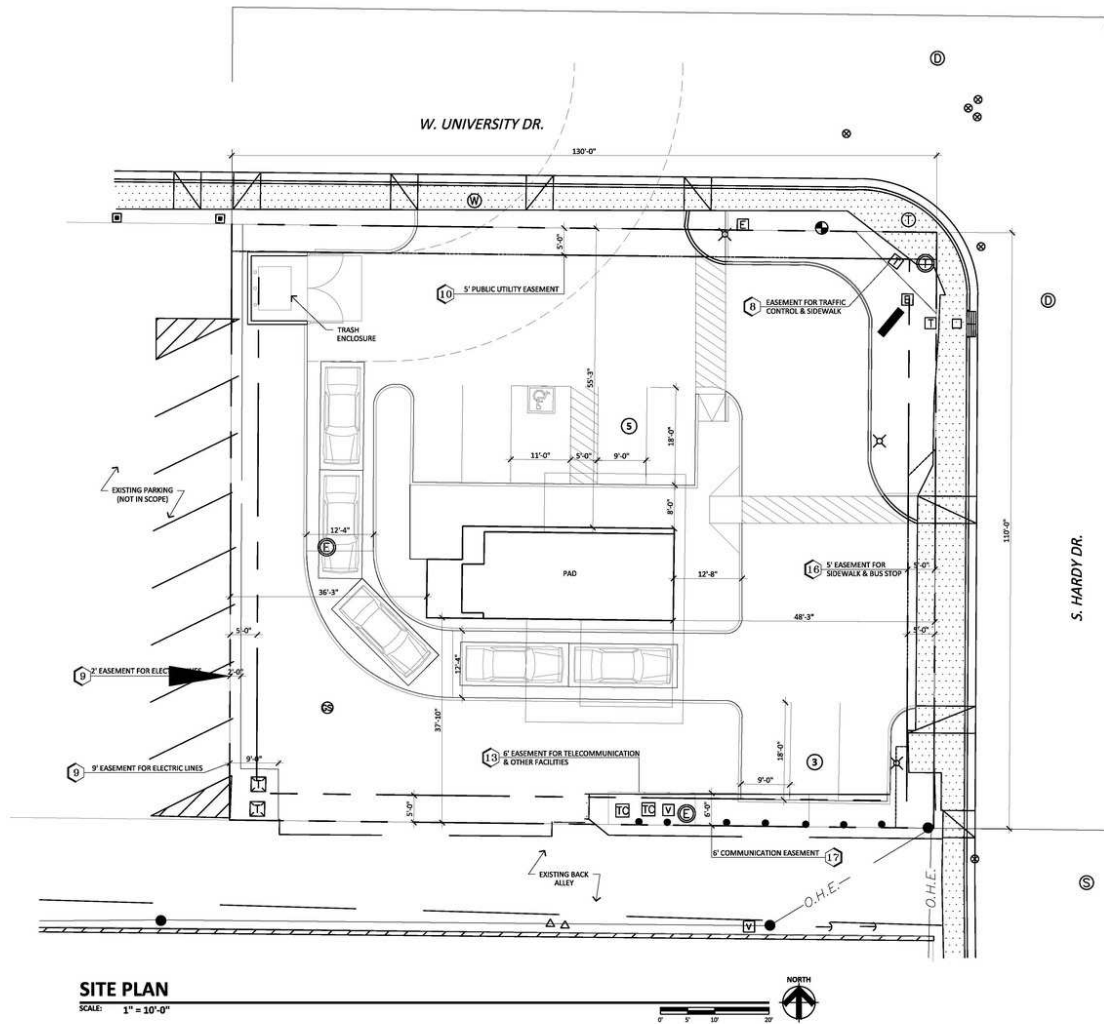 D
W. UNIVERSITY DR.
130'-0"
W
E
T
5'-0"
10
5' PUBLIC UTILITY EASEMENT
8
EASEMENT FOR TRAFFIC
CONTROL & SIDEWALK
T
T
E
T
D
TRASH
ENCLOSURE
55'-3"
5
18'-0"
11'-0"
5'-0"
9'-0"
EXISTING PARKING
(NOT IN SCOPE)
8'-0"
12'-4"
E
110'-0"
S. HARDY DR.
PAD
12'-8"
16
5' EASEMENT FOR
SIDEWALK & BUS STOP
5'-0"
36'-3"
48'-3"
5'-0"
5'-0"
12'-4"
9
2' EASEMENT FOR
2'-0"
37'-10"
13
6' EASEMENT FOR TELECOMMUNICATION
& OTHER FACILITIES
18'-0"
3
9
9' EASEMENT FOR ELECTRIC LINES
9'-0"
9'-0"
5'-0"
TC
TC
V
E
6'-0"
6' COMMUNICATION EASEMENT
17
EXISTING BACK
ALLEY
O.H.E.
O.H.E.
S
V
SITE PLAN
SCALE: 1" = 10'-0"
0' 5' 10' 20'
NORTH